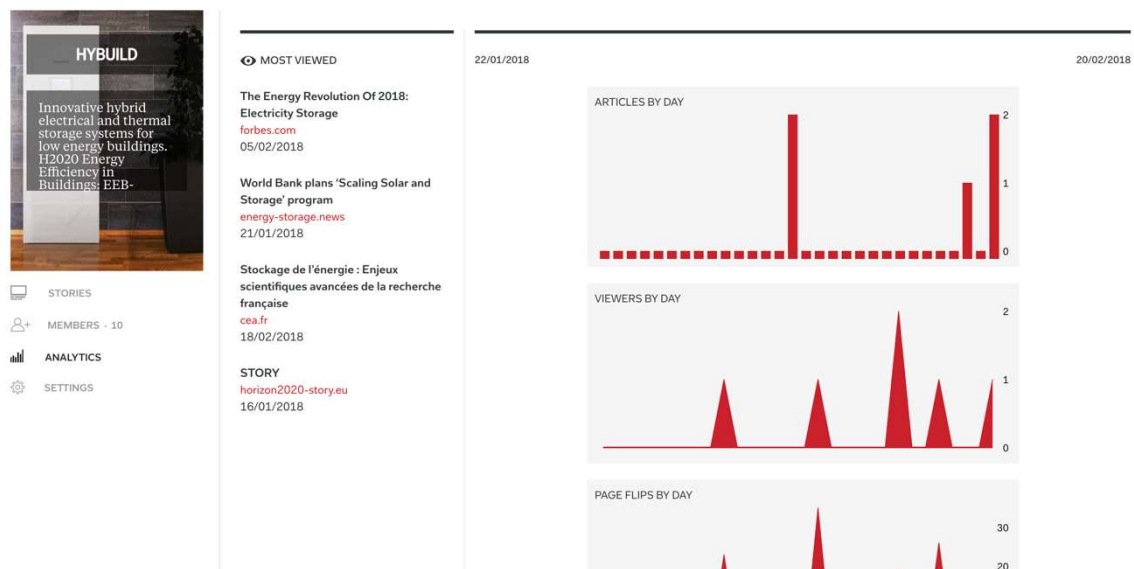 HYBUILD
Innovative hybrid
electrical and thermal
storage systems for
low energy buildings.
H2020 Energy
Efficiency in
Buildings: EEB-
STORIES
MEMBERS · 10
ANALYTICS
SETTINGS
MOST VIEWED
The Energy Revolution Of 2018:
Electricity Storage
forbes.com
05/02/2018
World Bank plans ‘Scaling Solar and
Storage’ program
energy-storage.news
21/01/2018
Stockage de l’énergie : Enjeux
scientifiques avancées de la recherche
française
cea.fr
18/02/2018
STORY
horizon2020-story.eu
16/01/2018
22/01/2018
20/02/2018
ARTICLES BY DAY
2
1
0
VIEWERS BY DAY
2
1
0
PAGE FLIPS BY DAY
30
20